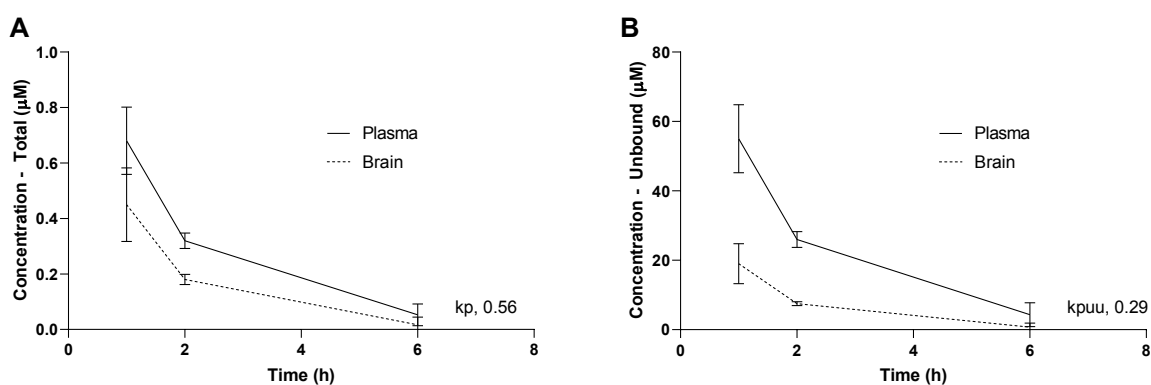 A
Concentration - Total (μM)
1.0
0.8
0.6
0.4
0.2
0.0
0
2
4
6
8
Time (h)
Plasma
Brain
kp, 0.56
B
Concentration - Unbound (μM)
80
60
40
20
0
0
2
4
6
8
Time (h)
Plasma
Brain
kpuu, 0.29